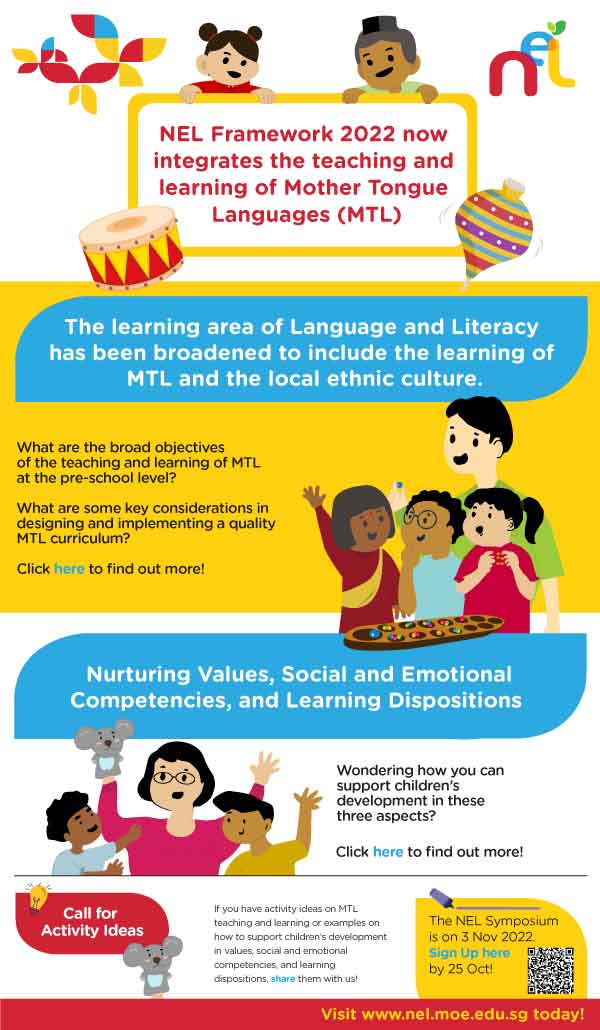 nel
NEL Framework 2022 now
integrates the teaching and
learning of Mother Tongue
Languages (MTL)
The learning area of Language and Literacy
has been broadened to include the learning of
MTL and the local ethnic culture.
What are the broad objectives
of the teaching and learning of MTL
at the pre-school level?
What are some key considerations in
designing and implementing a quality
MTL curriculum?
Click here to find out more!
Nurturing Values, Social and Emotional
Competencies, and Learning Dispositions
Wondering how you can
support children's
development in these
three aspects?
Click here to find out more!
Call for
Activity Ideas
If you have activity ideas on MTL
teaching and learning or examples on
how to support children's development
in values, social and emotional
competencies, and learning
dispositions, share them with us!
The NEL Symposium
is on 3 Nov 2022.
Sign Up here
by 25 Oct!
Visit www.nel.moe.edu.sg today!